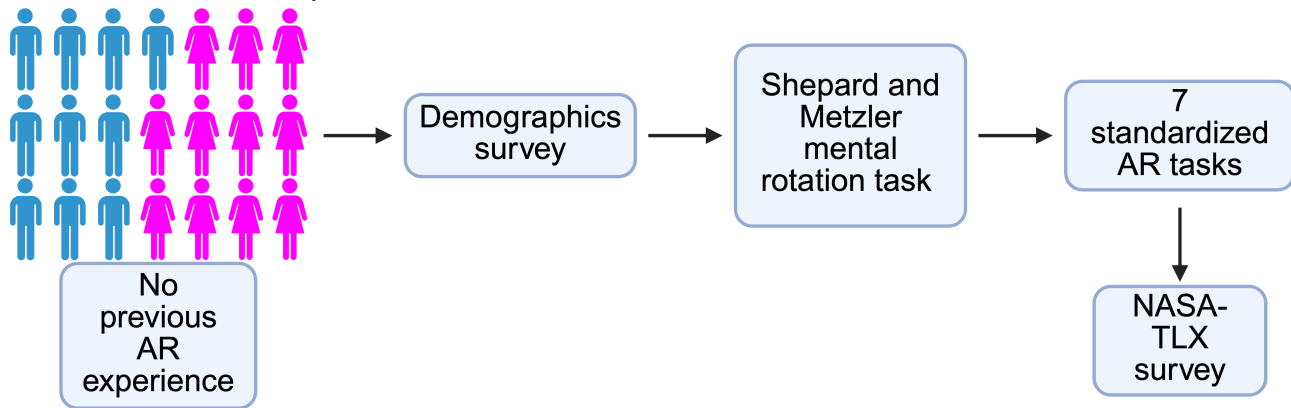 No
previous
AR
experience
Demographics
survey
Shepard and
Metzler
mental
rotation task
7
standardized
AR tasks
NASA-
TLX
survey